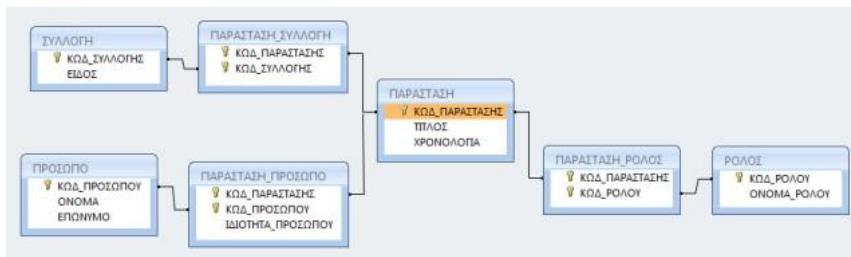 ΣΥΛΛΟΓΗ
ΚΩΔ_ΣΥΛΛΟΓΗΣ
ΕΙΔΟΣ
ΠΑΡΑΣΤΑΣΗ_ΣΥΛΛΟΓΗ
ΚΩΔ_ΠΑΡΑΣΤΑΣΗΣ
ΚΩΔ_ΣΥΛΛΟΓΗΣ
ΠΑΡΑΣΤΑΣΗ
ΚΩΔ_ΠΑΡΑΣΤΑΣΗΣ
ΤΙΤΛΟΣ
ΧΡΟΝΟΛΟΓΙΑ
ΠΡΟΣΩΠΟ
ΚΩΔ_ΠΡΟΣΩΠΟΥ
ΟΝΟΜΑ
ΕΠΩΝΥΜΟ
ΠΑΡΑΣΤΑΣΗ_ΠΡΟΣΩΠΟ
ΚΩΔ_ΠΑΡΑΣΤΑΣΗΣ
ΚΩΔ_ΠΡΟΣΩΠΟΥ
ΙΔΙΟΤΗΤΑ_ΠΡΟΣΩΠΟΥ
ΠΑΡΑΣΤΑΣΗ_ΡΟΛΟΣ
ΚΩΔ_ΠΑΡΑΣΤΑΣΗΣ
ΚΩΔ_ΡΟΛΟΥ
ΡΟΛΟΣ
ΚΩΔ_ΡΟΛΟΥ
ΟΝΟΜΑ_ΡΟΛΟΥ